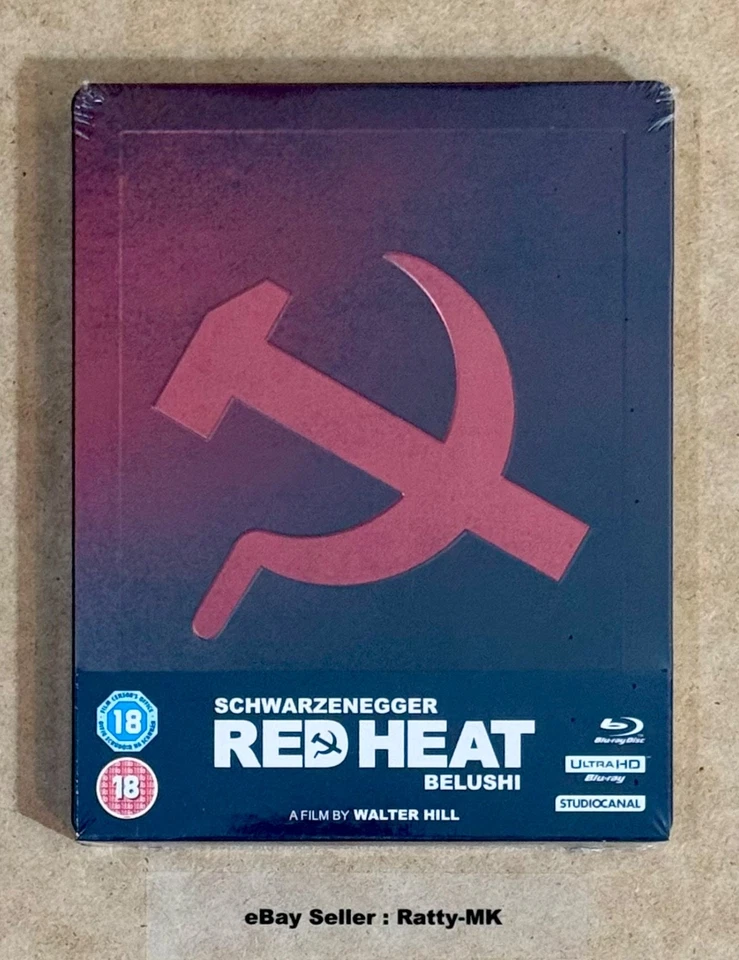 SCHWARZENEGGER
RED HEAT
BELUSHI
A FILM BY WALTER HILL
18
18
Blu-ray Disc
ULTRA HD
Blu-ray
STUDIOCANAL
eBay Seller : Ratty-MK